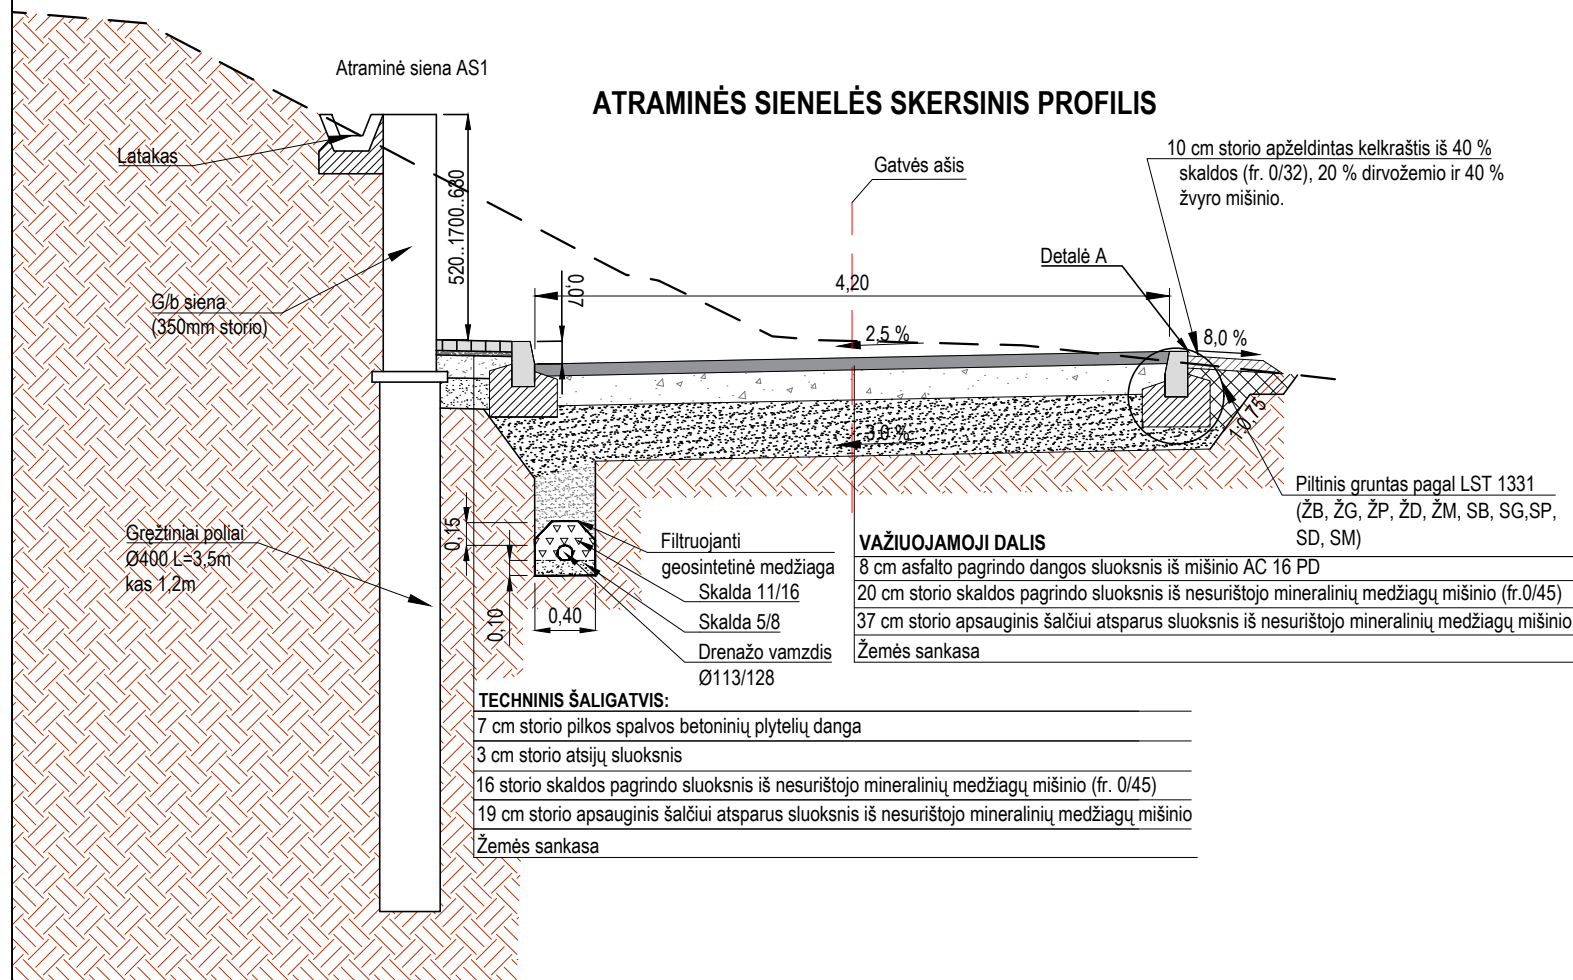 Atraminė siena AS1
ATRAMINĖS SIENELĖS SKERSINIS PROFILIS
Latakas
Gatvės ašis
10 cm storio apželdintas kelkraštis iš 40 %
skaldos (fr. 0/32), 20 % dirvožemio ir 40 %
žvyro mišinio.
520..1700..630
Detalė A
0,07
4,20
G/b siena
(350mm storio)
2,5 %
8,0 %
1:0,75
3,0 %
Piltinis gruntas pagal LST 1331
(ŽB, ŽG, ŽP, ŽD, ŽM, SB, SG,SP,
SD, SM)
Gręžtiniai poliai
Ø400 L=3,5m
kas 1,2m
0,15
0,10
0,40
Filtruojanti
geosintetinė medžiaga
Skalda 11/16
Skalda 5/8
Drenažo vamzdis
Ø113/128
VAŽIUOJAMOJI DALIS
8 cm asfalto pagrindo dangos sluoksnis iš mišinio AC 16 PD
20 cm storio skaldos pagrindo sluoksnis iš nesurištojo mineralinių medžiagų mišinio (fr.0/45)
37 cm storio apsauginis šalčiui atsparus sluoksnis iš nesurištojo mineralinių medžiagų mišinio
Žemės sankasa
TECHNINIS ŠALIGATVIS:
7 cm storio pilkos spalvos betoninių plytelių danga
3 cm storio atsijų sluoksnis
16 storio skaldos pagrindo sluoksnis iš nesurištojo mineralinių medžiagų mišinio (fr. 0/45)
19 cm storio apsauginis šalčiui atsparus sluoksnis iš nesurištojo mineralinių medžiagų mišinio
Žemės sankasa